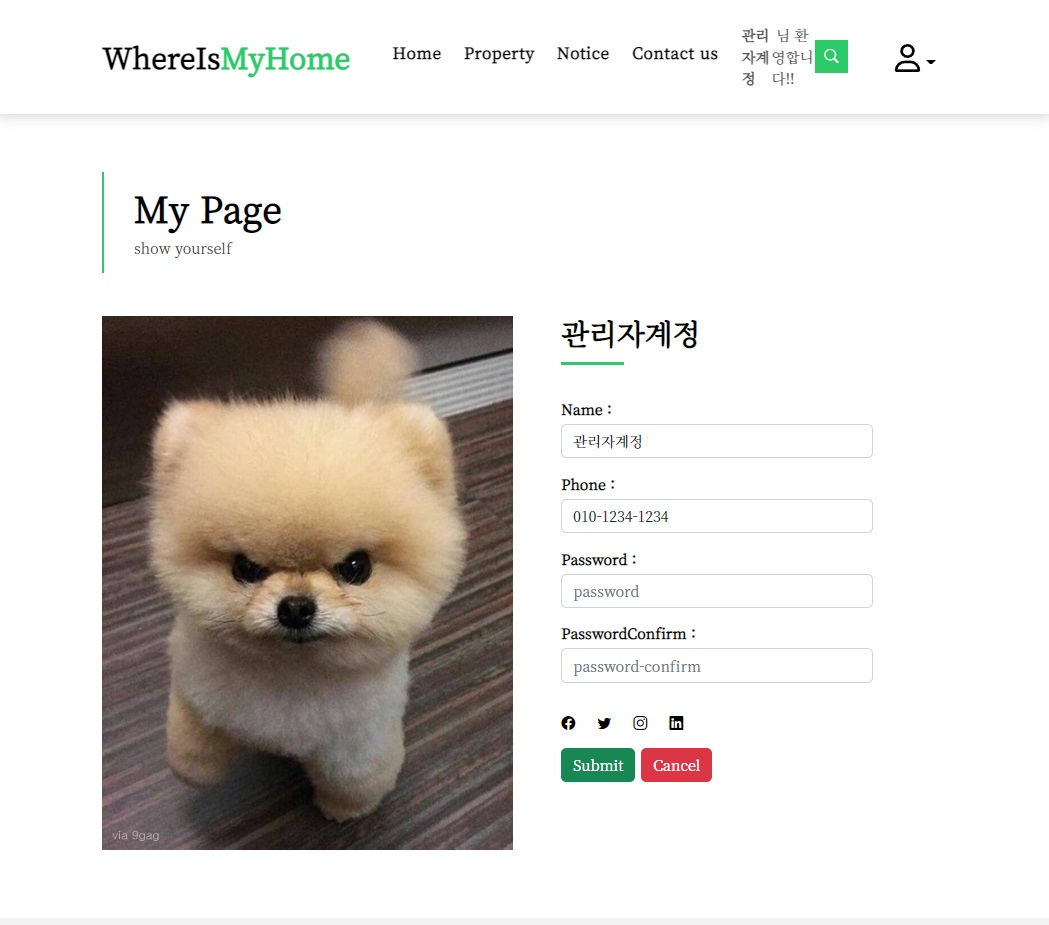 WhereIsMyHome
Home Property Notice Contact us
관리자계정 님 환영합니다!!
My Page
show yourself
관리자계정
Name :
관리자계정
Phone :
010-1234-1234
Password :
password
PasswordConfirm :
password-confirm
Submit Cancel
via 9gag